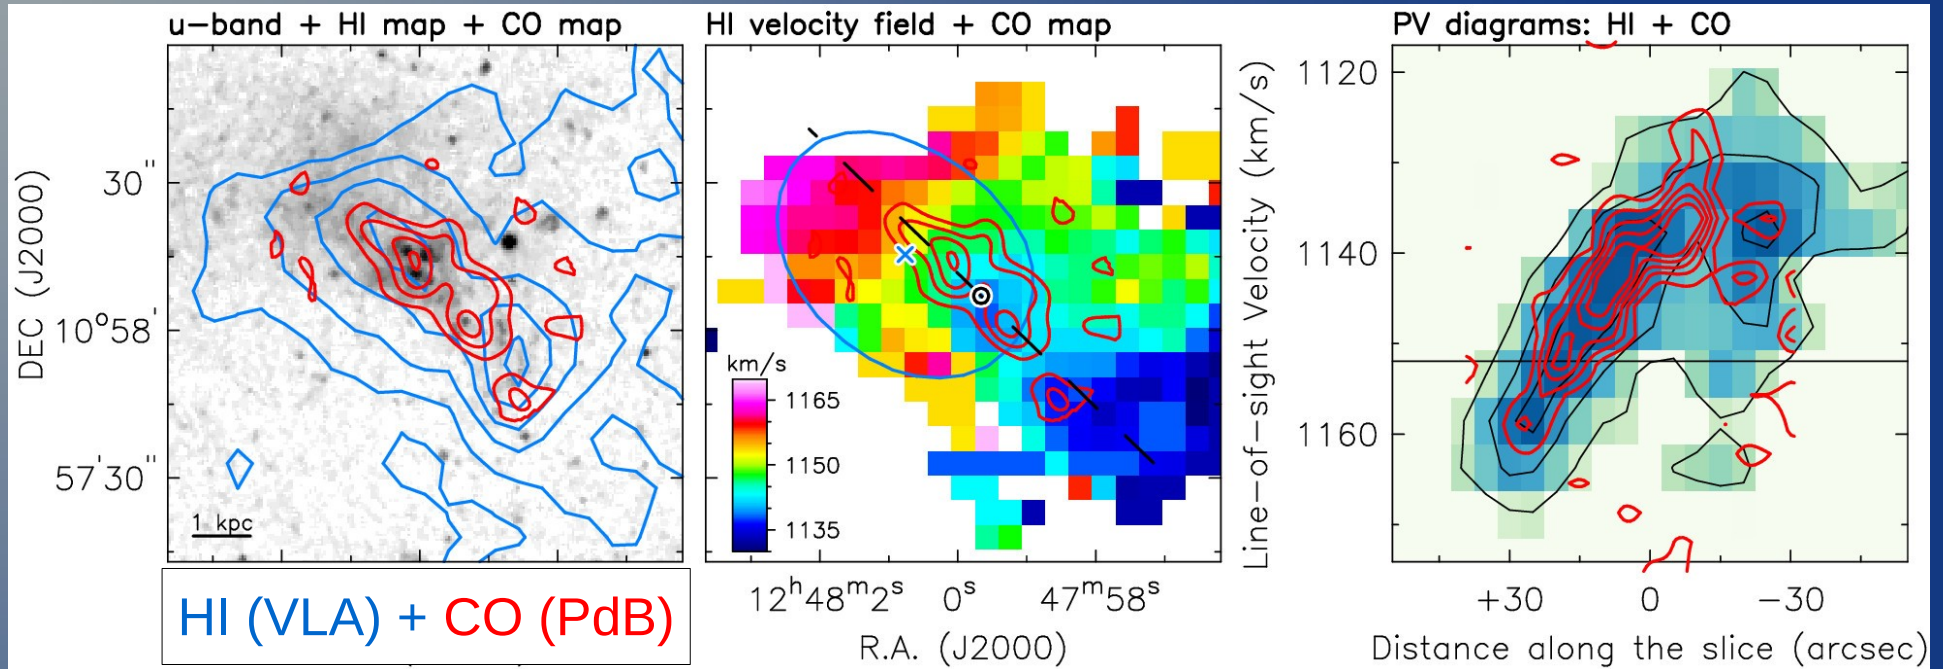 u-band + HI map + CO map
HI velocity field + CO map
PV diagrams: HI + CO
DEC (J2000)
30"
10°58'
57'30"
1 kpc
HI (VLA) + CO (PdB)
km/s
1165
1150
1135
12ʰ48ᵐ2ˢ 0ˢ 47ᵐ58ˢ
R.A. (J2000)
Line-of-sight Velocity (km/s)
1120
1140
1160
+30 0 -30
Distance along the slice (arcsec)